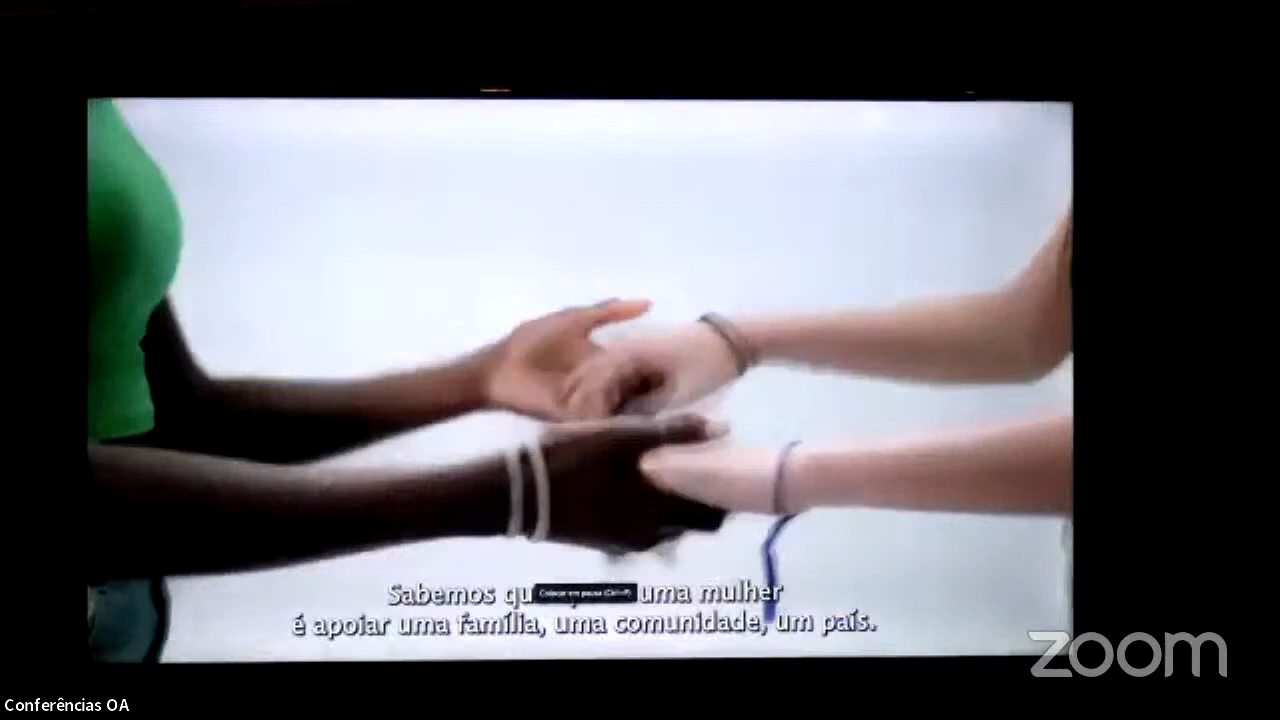 Sabemos qu uma mulher
é apoiar uma família, uma comunidade, um país.
Colocar em pausa (Ctrl+P)
zoom
Conferências OA